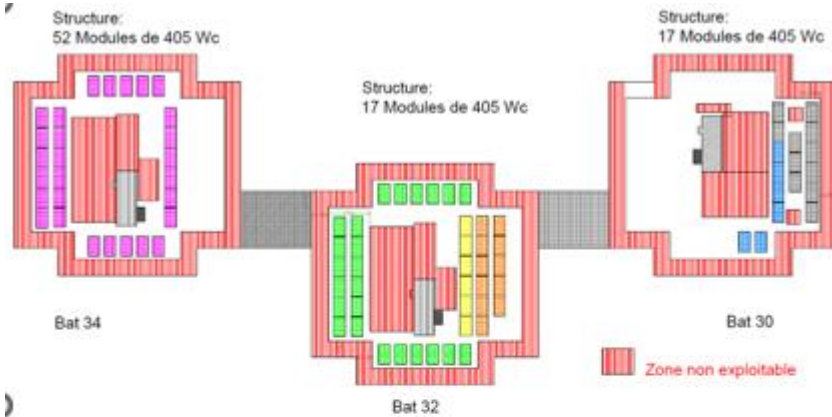 Structure:
52 Modules de 405 Wc
Structure:
17 Modules de 405 Wc
Structure:
17 Modules de 405 Wc
Bat 34
Bat 32
Bat 30
Zone non exploitable